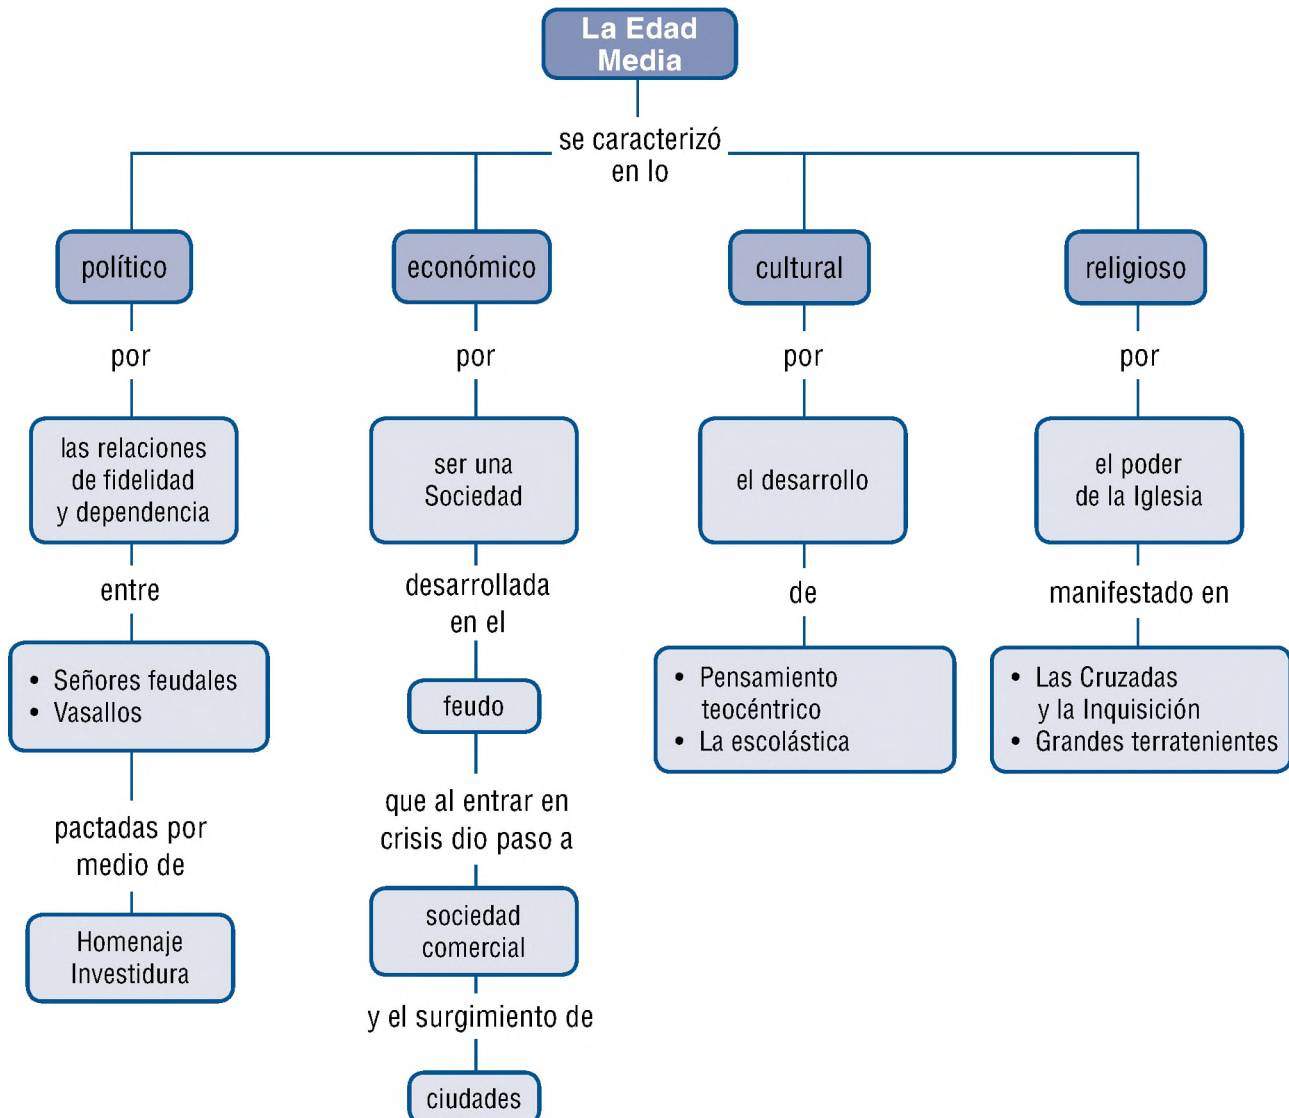 La Edad
Media
se caracterizó
en lo
político
por
las relaciones
de fidelidad
y dependencia
entre
• Señores feudales
• Vasallos
pactadas por
medio de
Homenaje
Investidura
económico
por
ser una
Sociedad
desarrollada
en el
feudo
que al entrar en
crisis dio paso a
sociedad
comercial
y el surgimiento de
ciudades
cultural
por
el desarrollo
de
• Pensamiento
teocéntrico
• La escolástica
religioso
por
el poder
de la Iglesia
manifestado en
• Las Cruzadas
y la Inquisición
• Grandes terratenientes